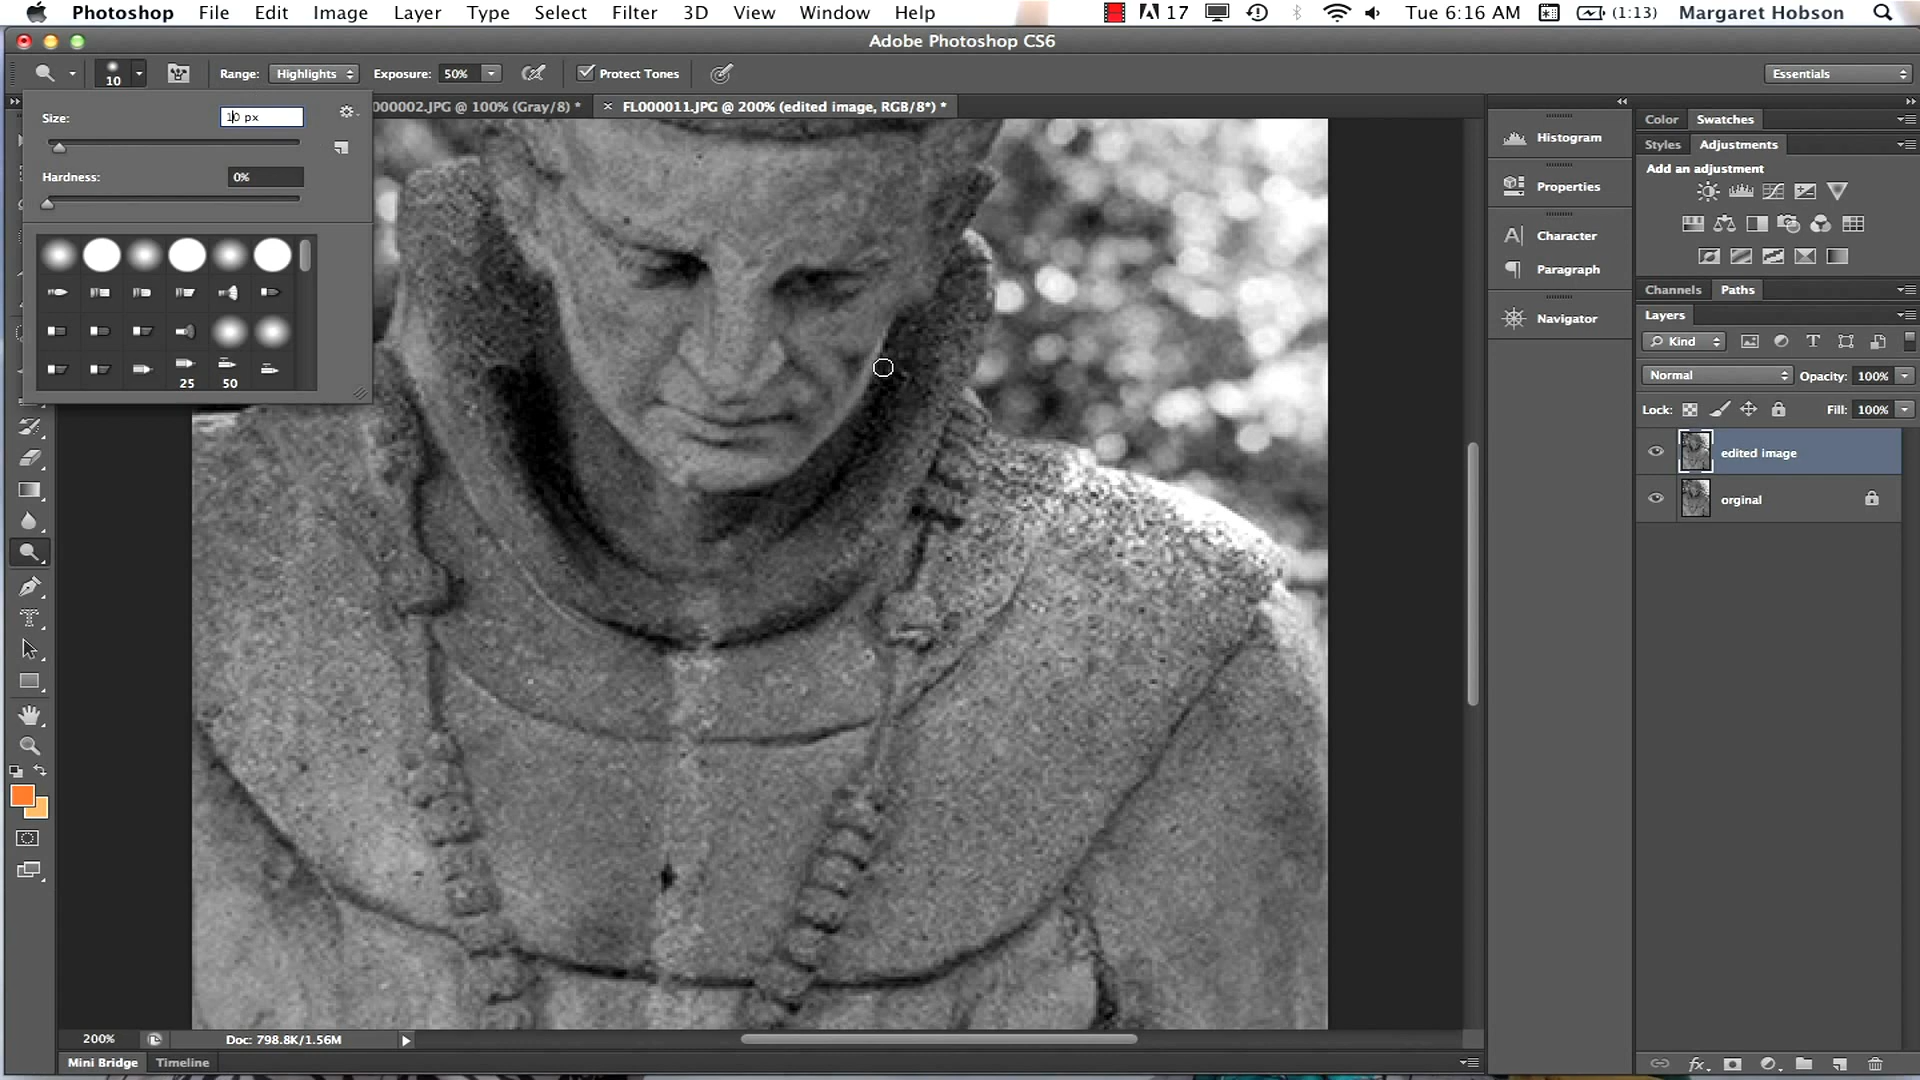 Photoshop File Edit Image Layer Type Select Filter 3D View Window Help 17 Tue 6:16 AM (1:13) Margaret Hobson
Adobe Photoshop CS6
10 Range: Highlights Exposure: 50% Protect Tones Essentials
000002.JPG @ 100% (Gray/8) * × FL000011.JPG @ 200% (edited image, RGB/8*) *
Size: 10 px
Hardness: 0%
25 50
Histogram
Properties
Character
Paragraph
Navigator
Color Swatches
Styles Adjustments
Add an adjustment
Channels Paths
Layers
Kind
Normal Opacity: 100%
Lock: Fill: 100%
edited image
orginal
200% Doc: 798.8K/1.56M
Mini Bridge Timeline